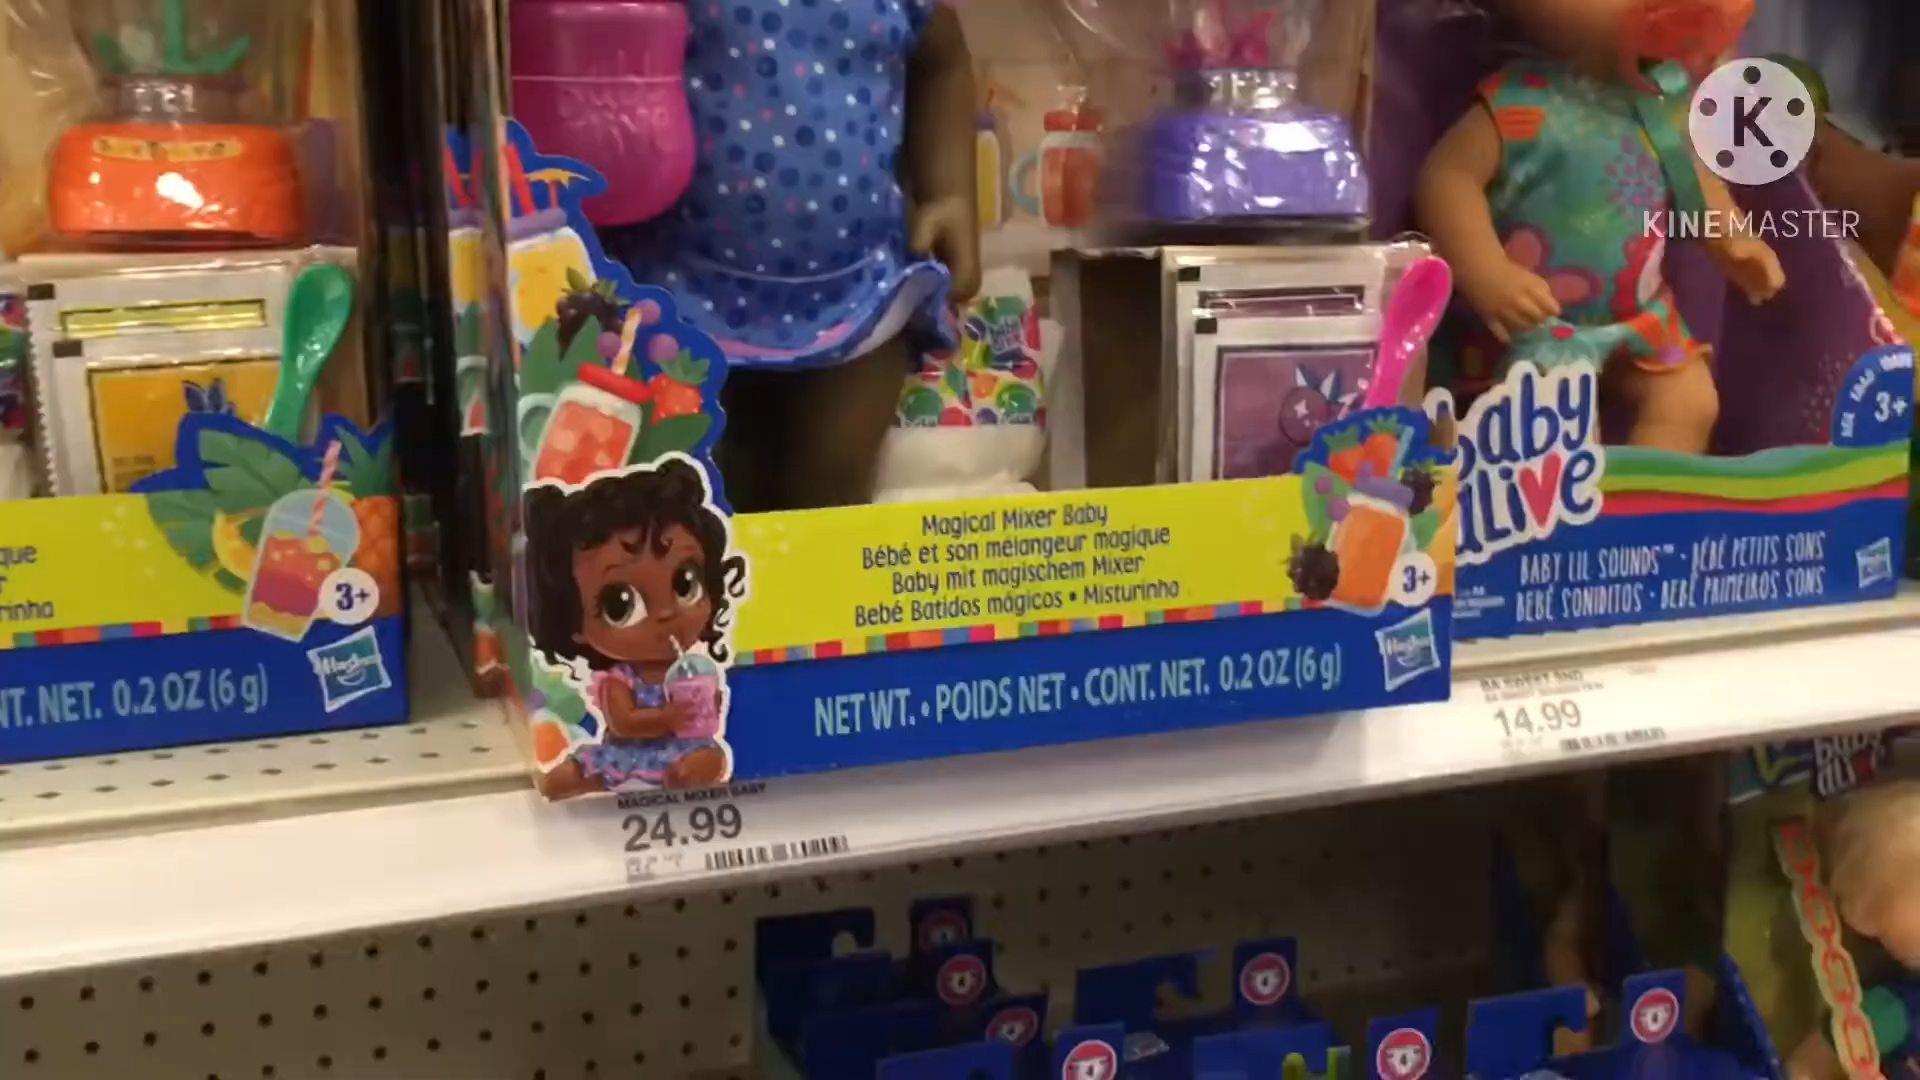 K
KINEMASTER
Magical Mixer Baby
Bébé et son mélangeur magique
Baby mit magischem Mixer
Bebé Batidos mágicos • Misturinho
3+
NET WT. • POIDS NET • CONT. NET. 0.2 OZ (6 g)
Hasbro
que
rinha
3+
NT. NET. 0.2 OZ (6 g)
Hasbro
baby
alive
3+
BABY LIL SOUNDS™ • BÉBÉ PETITS SONS
BEBÉ SONIDITOS • BEBÊ PRIMEIROS SONS
MAGICAL MIXER BABY
24.99
14.99
baby